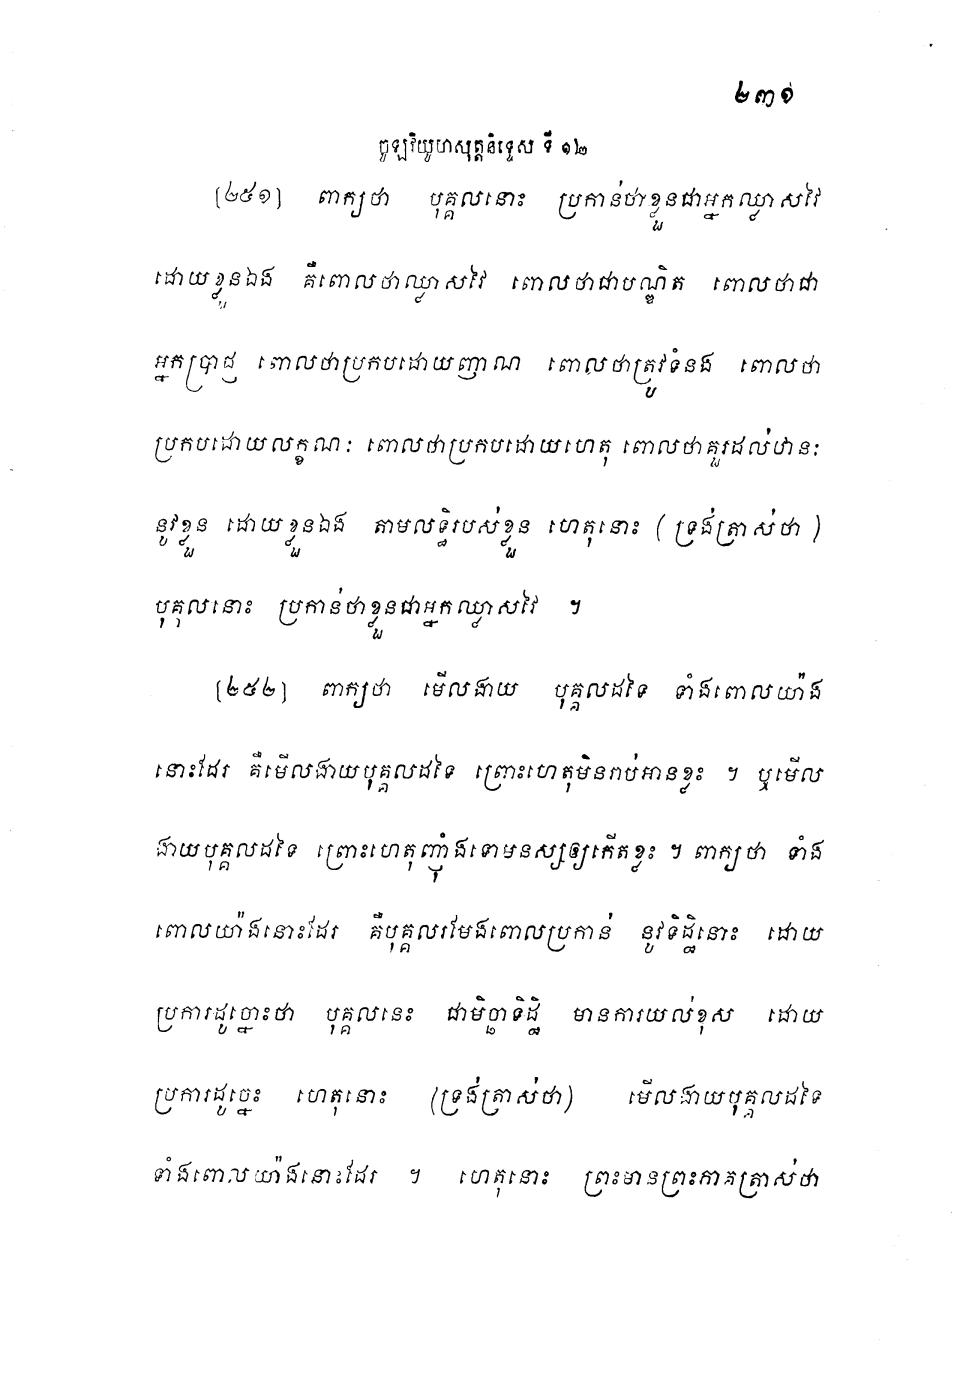 ២៣១
ចូឡវិយូហសុត្តនិទ្ទេស ទី ១២
[២៥១] ពាក្យថា បុគ្គលនោះ ប្រកាន់ថាខ្លួនជាអ្នកឈ្លាសវៃ
ដោយខ្លួនឯង គឺពោលថាឈ្លាសវៃ ពោលថាជាបណ្ឌិត ពោលថាជា
អ្នកប្រាជ្ញ ពោលថាប្រកបដោយញាណ ពោលថាត្រូវទំនង ពោលថា
ប្រកបដោយលក្ខណៈ ពោលថាប្រកបដោយហេតុ ពោលថាគួរដល់ឋានៈ
នូវខ្លួន ដោយខ្លួនឯង តាមលទ្ធិរបស់ខ្លួន ហេតុនោះ (ទ្រង់ត្រាស់ថា)
បុគ្គលនោះ ប្រកាន់ថាខ្លួនជាអ្នកឈ្លាសវៃ ។
[២៥២] ពាក្យថា មើលងាយ បុគ្គលដទៃ ទាំងពោលយ៉ាង
នោះដែរ គឺមើលងាយបុគ្គលដទៃ ព្រោះហេតុមិនរាប់អានខ្លះ ។ ឬមើល
ងាយបុគ្គលដទៃ ព្រោះហេតុញ៉ាំងទោមនស្សឲ្យកើតខ្លះ ។ ពាក្យថា ទាំង
ពោលយ៉ាងនោះដែរ គឺបុគ្គលរមែងពោលប្រកាន់ នូវទិដ្ឋិនោះ ដោយ
ប្រការដូច្នោះថា បុគ្គលនេះ ជាមិច្ឆាទិដ្ឋិ មានការយល់ខុស ដោយ
ប្រការដូច្នេះ ហេតុនោះ (ទ្រង់ត្រាស់ថា) មើលងាយបុគ្គលដទៃ
ទាំងពោលយ៉ាងនោះដែរ ។ ហេតុនោះ ព្រះមានព្រះភាគត្រាស់ថា